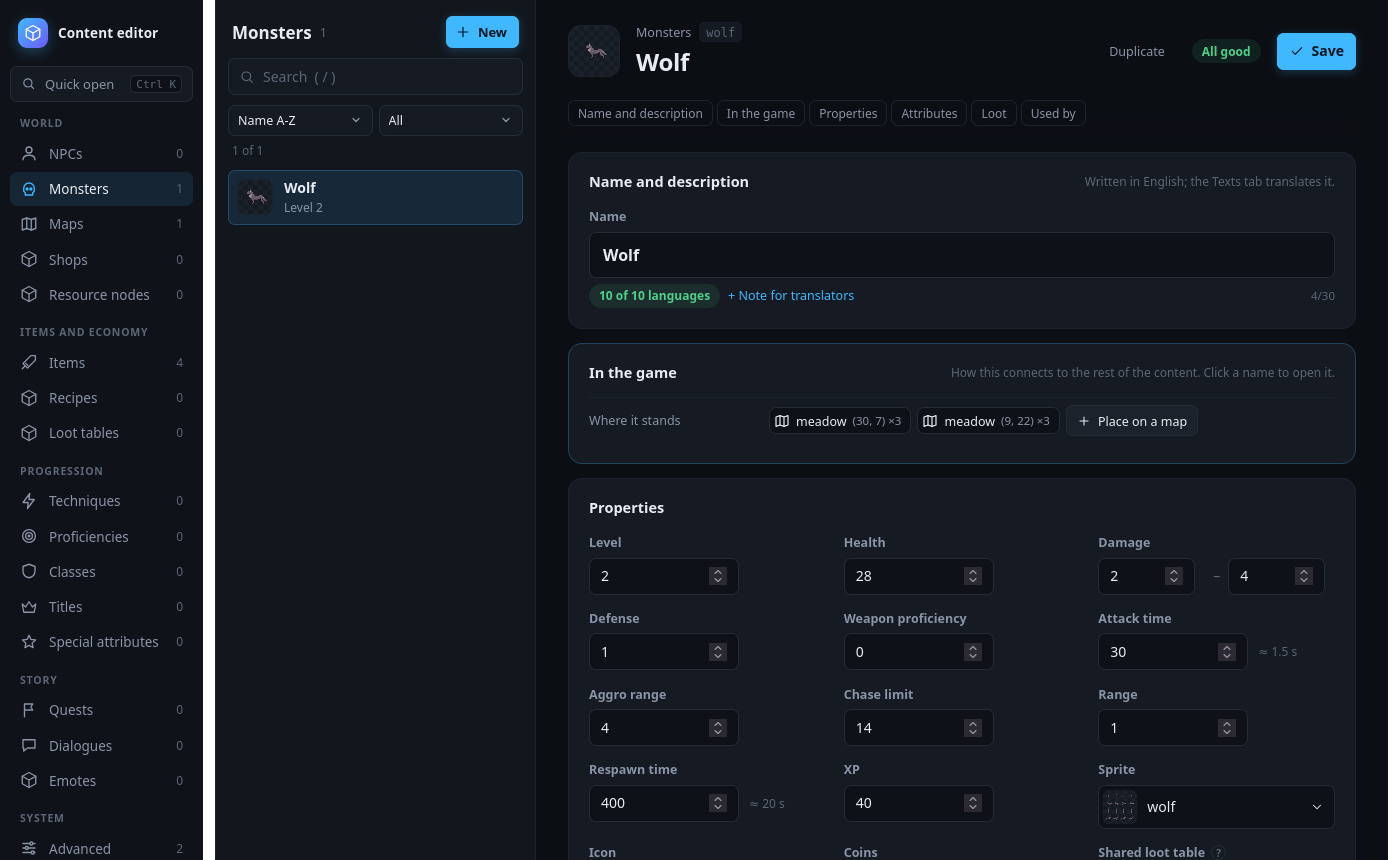 Content editor
Quick open Ctrl K
WORLD
NPCs 0
Monsters 1
Maps 1
Shops 0
Resource nodes 0
ITEMS AND ECONOMY
Items 4
Recipes 0
Loot tables 0
PROGRESSION
Techniques 0
Proficiencies 0
Classes 0
Titles 0
Special attributes 0
STORY
Quests 0
Dialogues 0
Emotes 0
SYSTEM
Advanced 2
Monsters 1
+ New
Search ( / )
Name A-Z
All
1 of 1
Wolf
Level 2
Monsters wolf
Wolf
Duplicate
All good
Save
Name and description
In the game
Properties
Attributes
Loot
Used by
Name and description
Written in English; the Texts tab translates it.
Name
Wolf
10 of 10 languages
+ Note for translators
4/30
In the game
How this connects to the rest of the content. Click a name to open it.
Where it stands
meadow (30, 7) ×3
meadow (9, 22) ×3
+ Place on a map
Properties
Level Health Damage
2 28 2 – 4
Defense Weapon proficiency Attack time
1 0 30 ≈ 1.5 s
Aggro range Chase limit Range
4 14 1
Respawn time XP Sprite
400 ≈ 20 s 40 wolf
Icon Coins Shared loot table ?